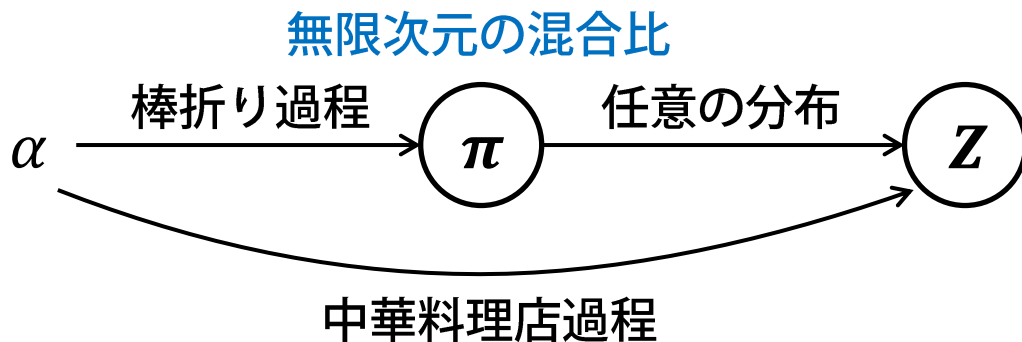 無限次元の混合比
棒折り過程
任意の分布
α
π
Z
中華料理店過程